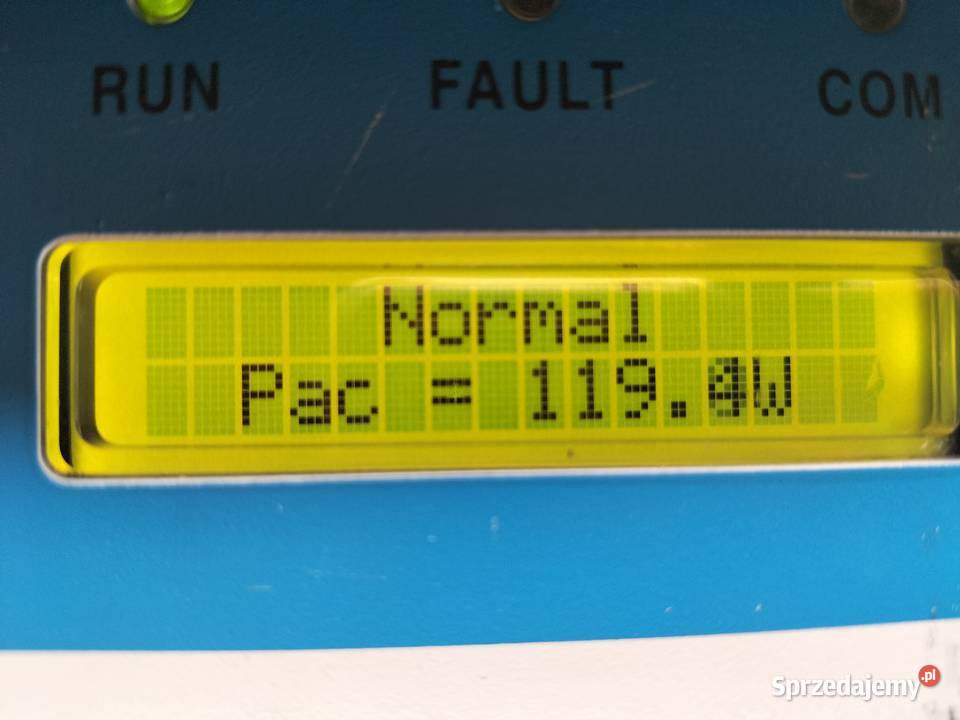 RUN FAULT COM
Normal
Pac = 119.4W
Sprzedajemy.pl